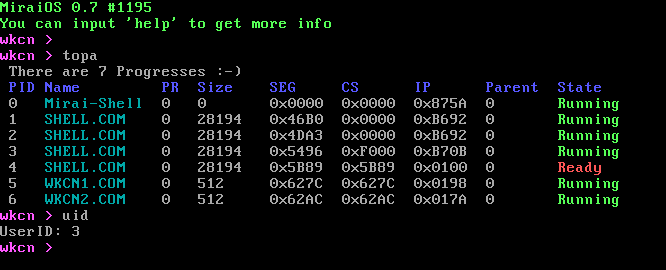 MiraiOS 0.7 #1195
You can input 'help' to get more info
wkcn >
wkcn > topa
There are 7 Progresses :-)
PID Name PR Size SEG CS IP Parent State
0 Mirai-Shell 0 0 0x0000 0x0000 0x875A 0 Running
1 SHELL.COM 0 28194 0x46B0 0x0000 0xB692 0 Running
2 SHELL.COM 0 28194 0x4DA3 0x0000 0xB692 0 Running
3 SHELL.COM 0 28194 0x5496 0xF000 0xB70B 0 Running
4 SHELL.COM 0 28194 0x5B89 0x5B89 0x0100 0 Ready
5 WKCN1.COM 0 512 0x627C 0x627C 0x0198 0 Running
6 WKCN2.COM 0 512 0x62AC 0x62AC 0x017A 0 Running
wkcn > uid
UserID: 3
wkcn >